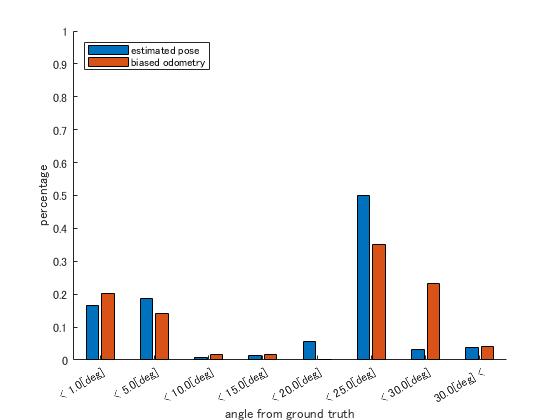 1
0.9
0.8
0.7
0.6
0.5
0.4
0.3
0.2
0.1
0
percentage
estimated pose
biased odometry
< 1.0[deg]
< 5.0[deg]
< 10.0[deg]
< 15.0[deg]
< 20.0[deg]
< 25.0[deg]
< 30.0[deg]
30.0[deg] <
angle from ground truth